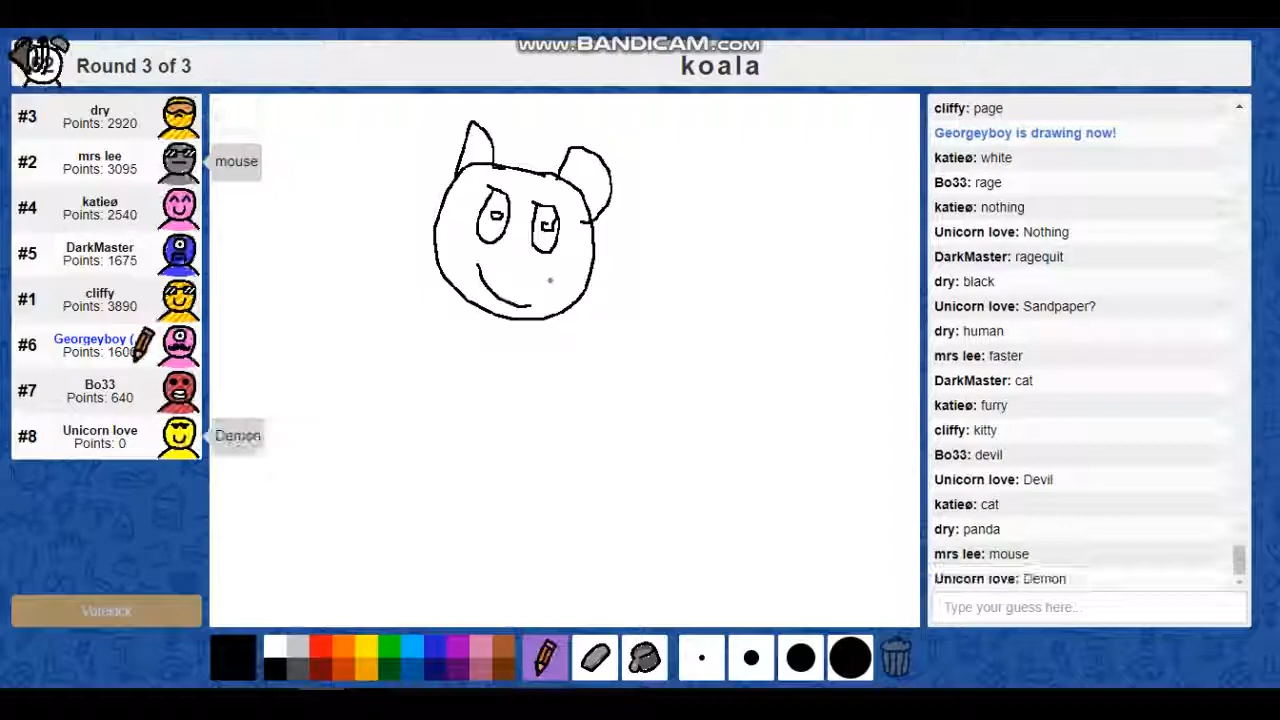 www.BANDICAM.com
Round 3 of 3
koala
#3
dry
Points: 2920
#2
mrs lee
Points: 3095
mouse
#4
katieø
Points: 2540
#5
DarkMaster
Points: 1675
#1
cliffy
Points: 3890
#6
Georgeyboy (
Points: 1600
#7
Bo33
Points: 640
#8
Unicorn love
Points: 0
Demon
Votekick
cliffy: page
Georgeyboy is drawing now!
katieø: white
Bo33: rage
katieø: nothing
Unicorn love: Nothing
DarkMaster: ragequit
dry: black
Unicorn love: Sandpaper?
dry: human
mrs lee: faster
DarkMaster: cat
katieø: furry
cliffy: kitty
Bo33: devil
Unicorn love: Devil
katieø: cat
dry: panda
mrs lee: mouse
Unicorn love: Demon
Type your guess here...